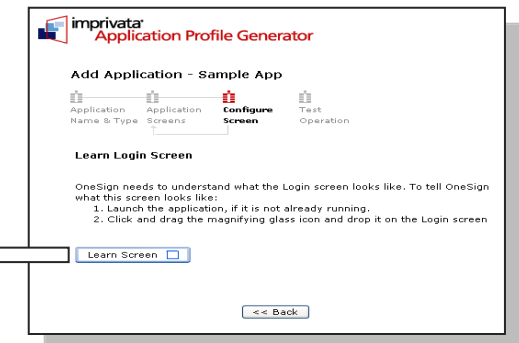 imprivata
Application Profile Generator
Add Application - Sample App
Application Application Configure Test
Name & Type Screens Screen Operation
Learn Login Screen
OneSign needs to understand what the Login screen looks like. To tell OneSign
what this screen looks like:
1. Launch the application, if it is not already running.
2. Click and drag the magnifying glass icon and drop it on the Login screen
Learn Screen
<< Back